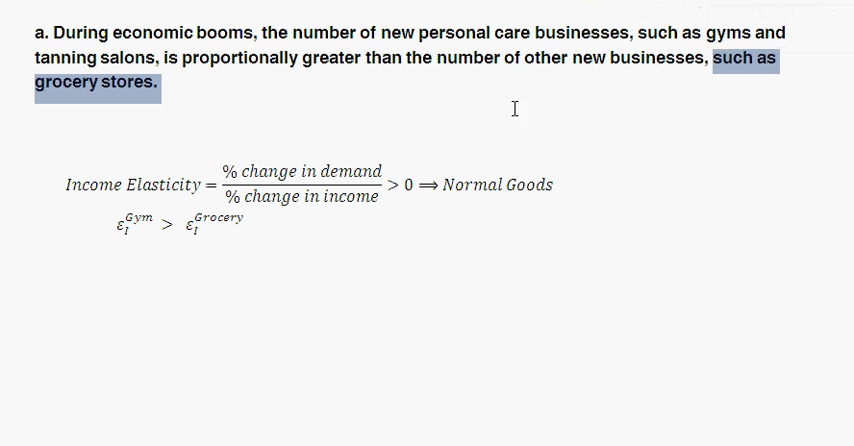 a. During economic booms, the number of new personal care businesses, such as gyms and
tanning salons, is proportionally greater than the number of other new businesses, such as
grocery stores.
Income Elasticity = % change in demand / % change in income > 0 ⟹ Normal Goods
ε_I^Gym > ε_I^Grocery